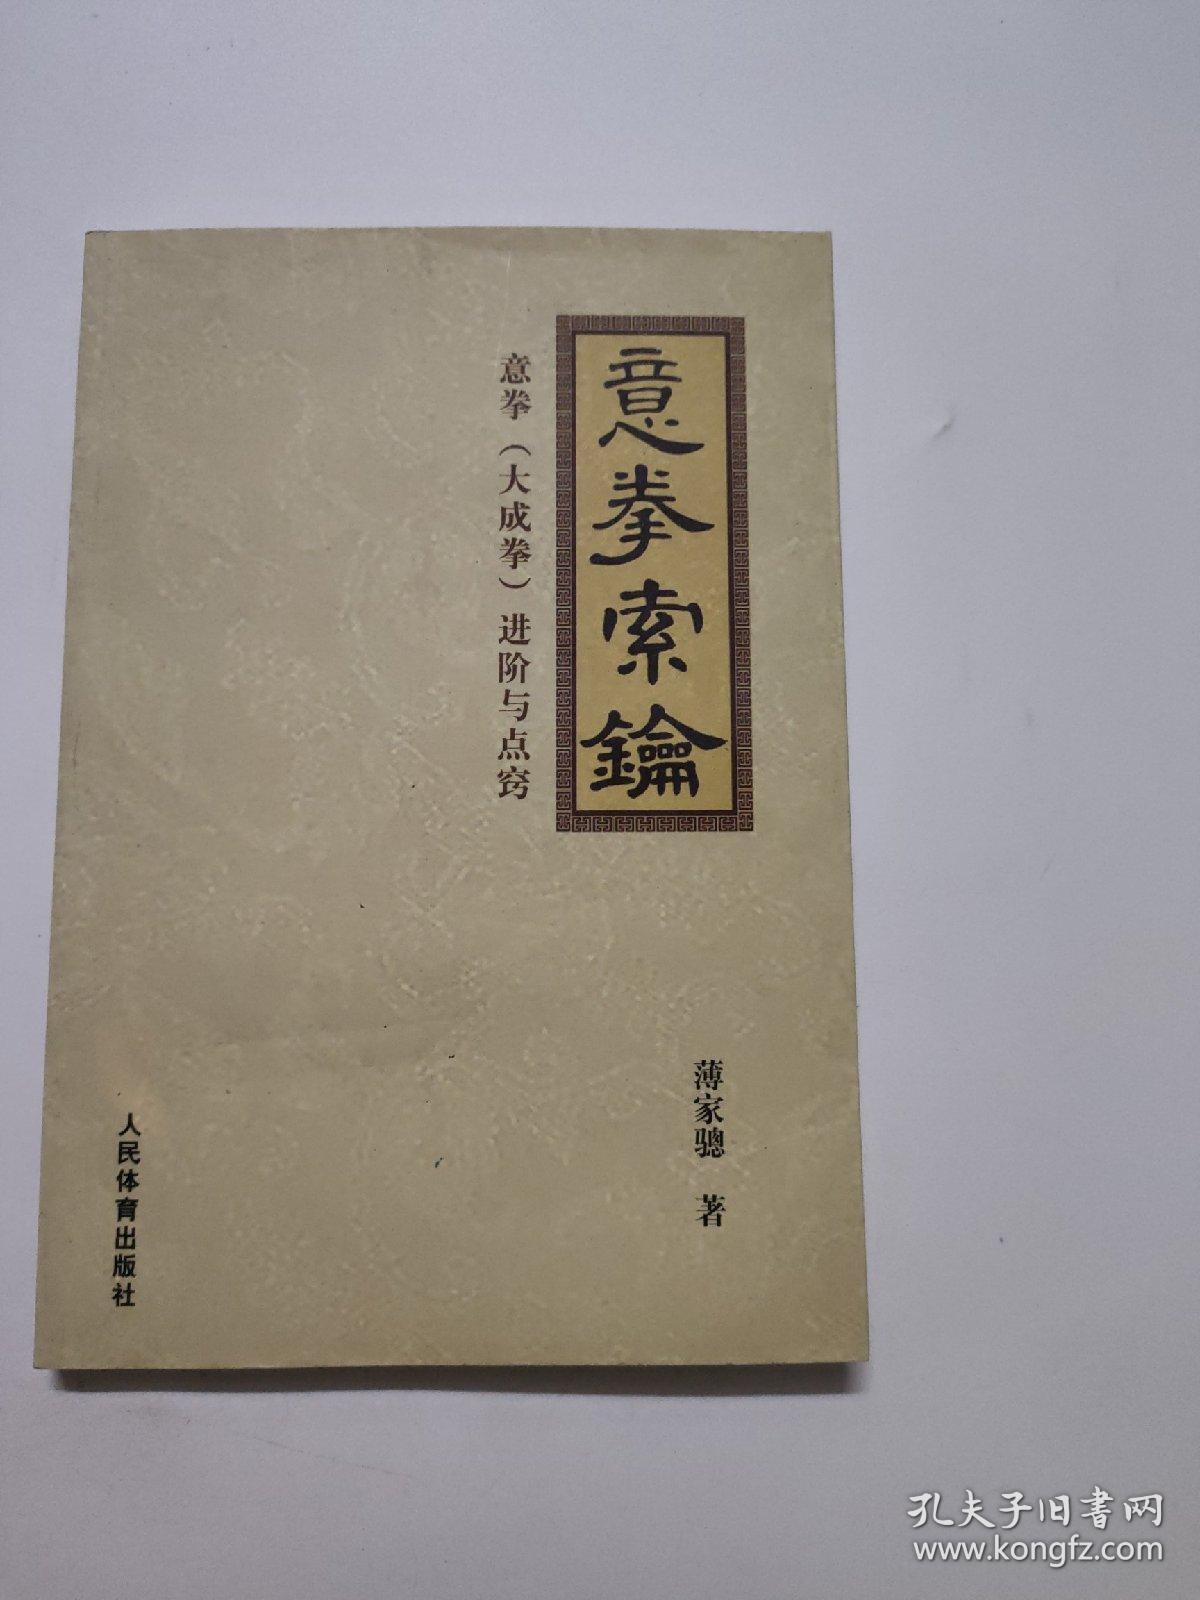 意拳索鑰
意拳（大成拳）进阶与点窍
薄家骢 著
人民体育出版社
孔夫子旧书网
www.kongfz.com